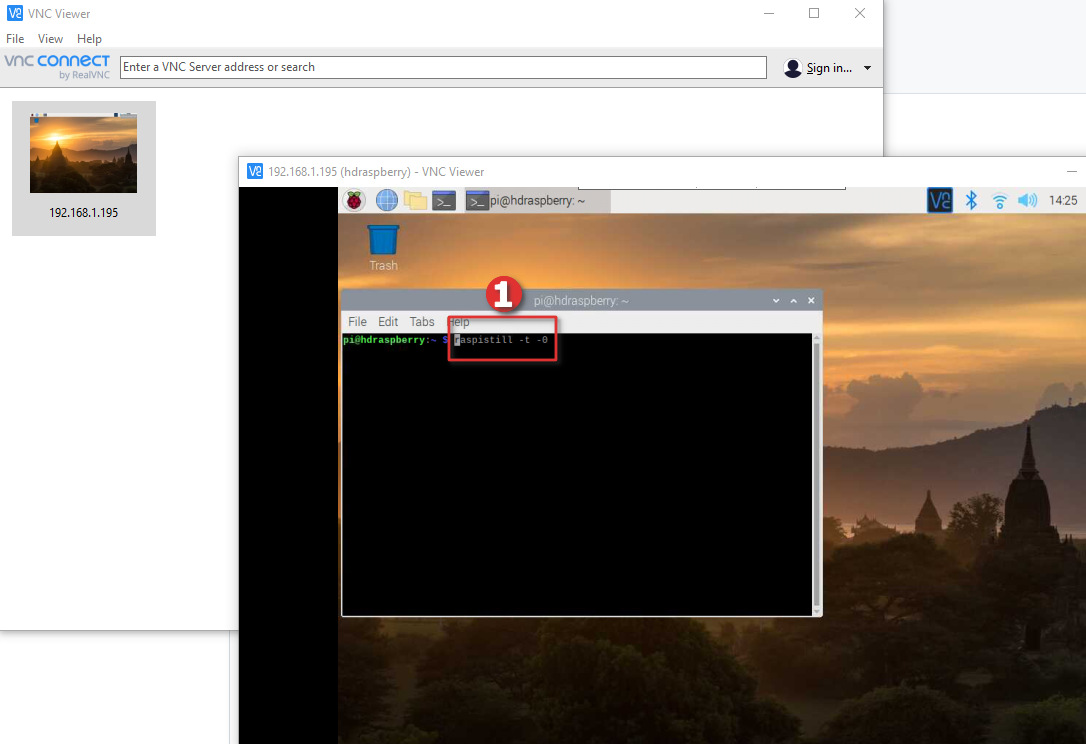 VNC Viewer
File View Help
vnc connect
by RealVNC
Enter a VNC Server address or search
Sign in...
192.168.1.195
192.168.1.195 (hdraspberry) - VNC Viewer
pi@hdraspberry: ~
14:25
Trash
1
pi@hdraspberry: ~
File Edit Tabs Help
pi@hdraspberry:~ $ raspistill -t -0